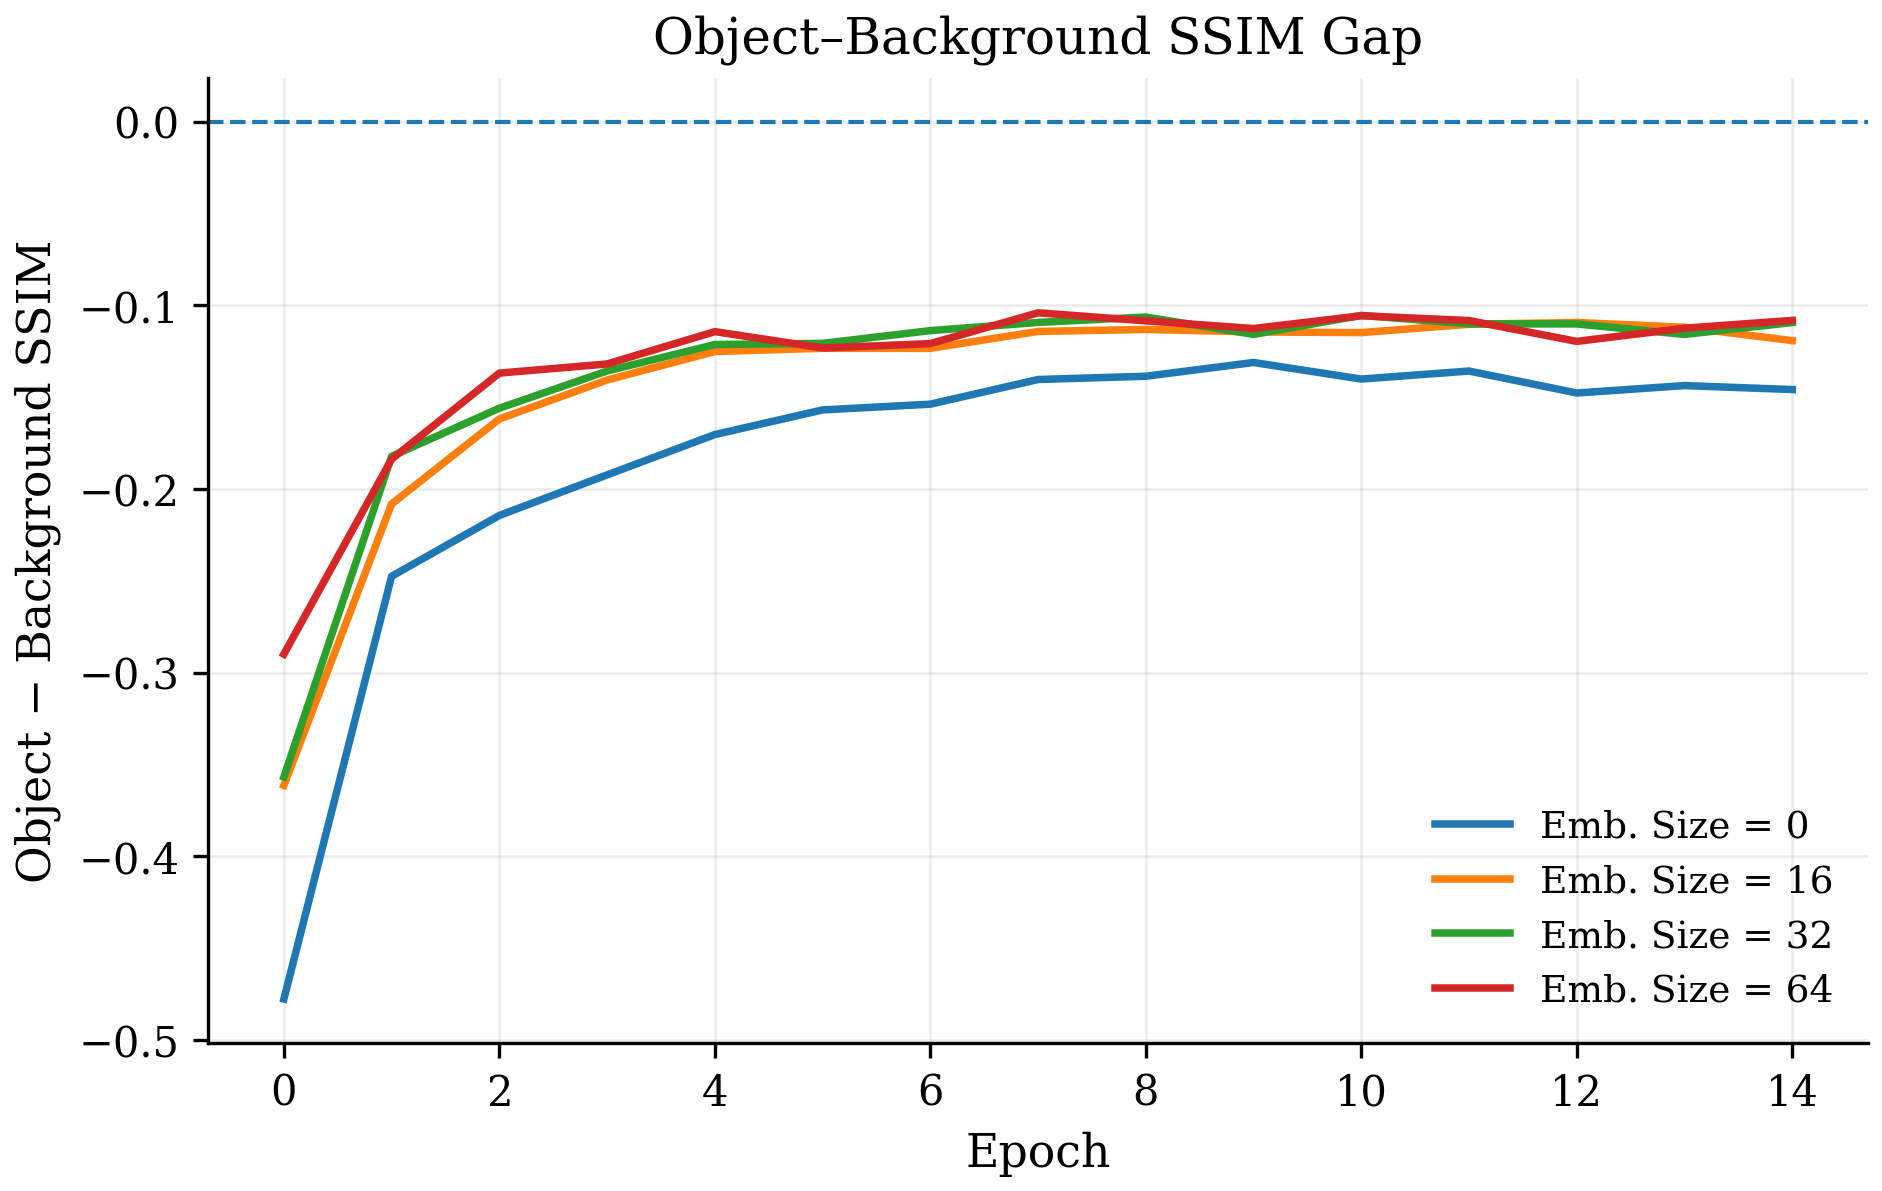 Object–Background SSIM Gap
Object − Background SSIM
0.0
−0.1
−0.2
−0.3
−0.4
−0.5
0 2 4 6 8 10 12 14
Epoch
Emb. Size = 0
Emb. Size = 16
Emb. Size = 32
Emb. Size = 64